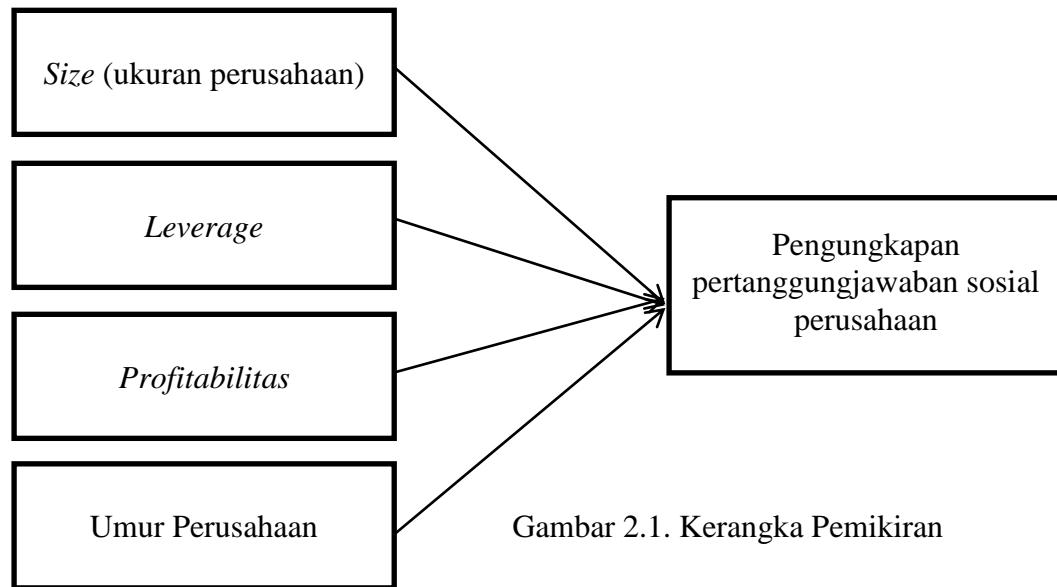 Size (ukuran perusahaan)
Leverage
Profitabilitas
Umur Perusahaan
Pengungkapan
pertanggungjawaban sosial
perusahaan
Gambar 2.1. Kerangka Pemikiran